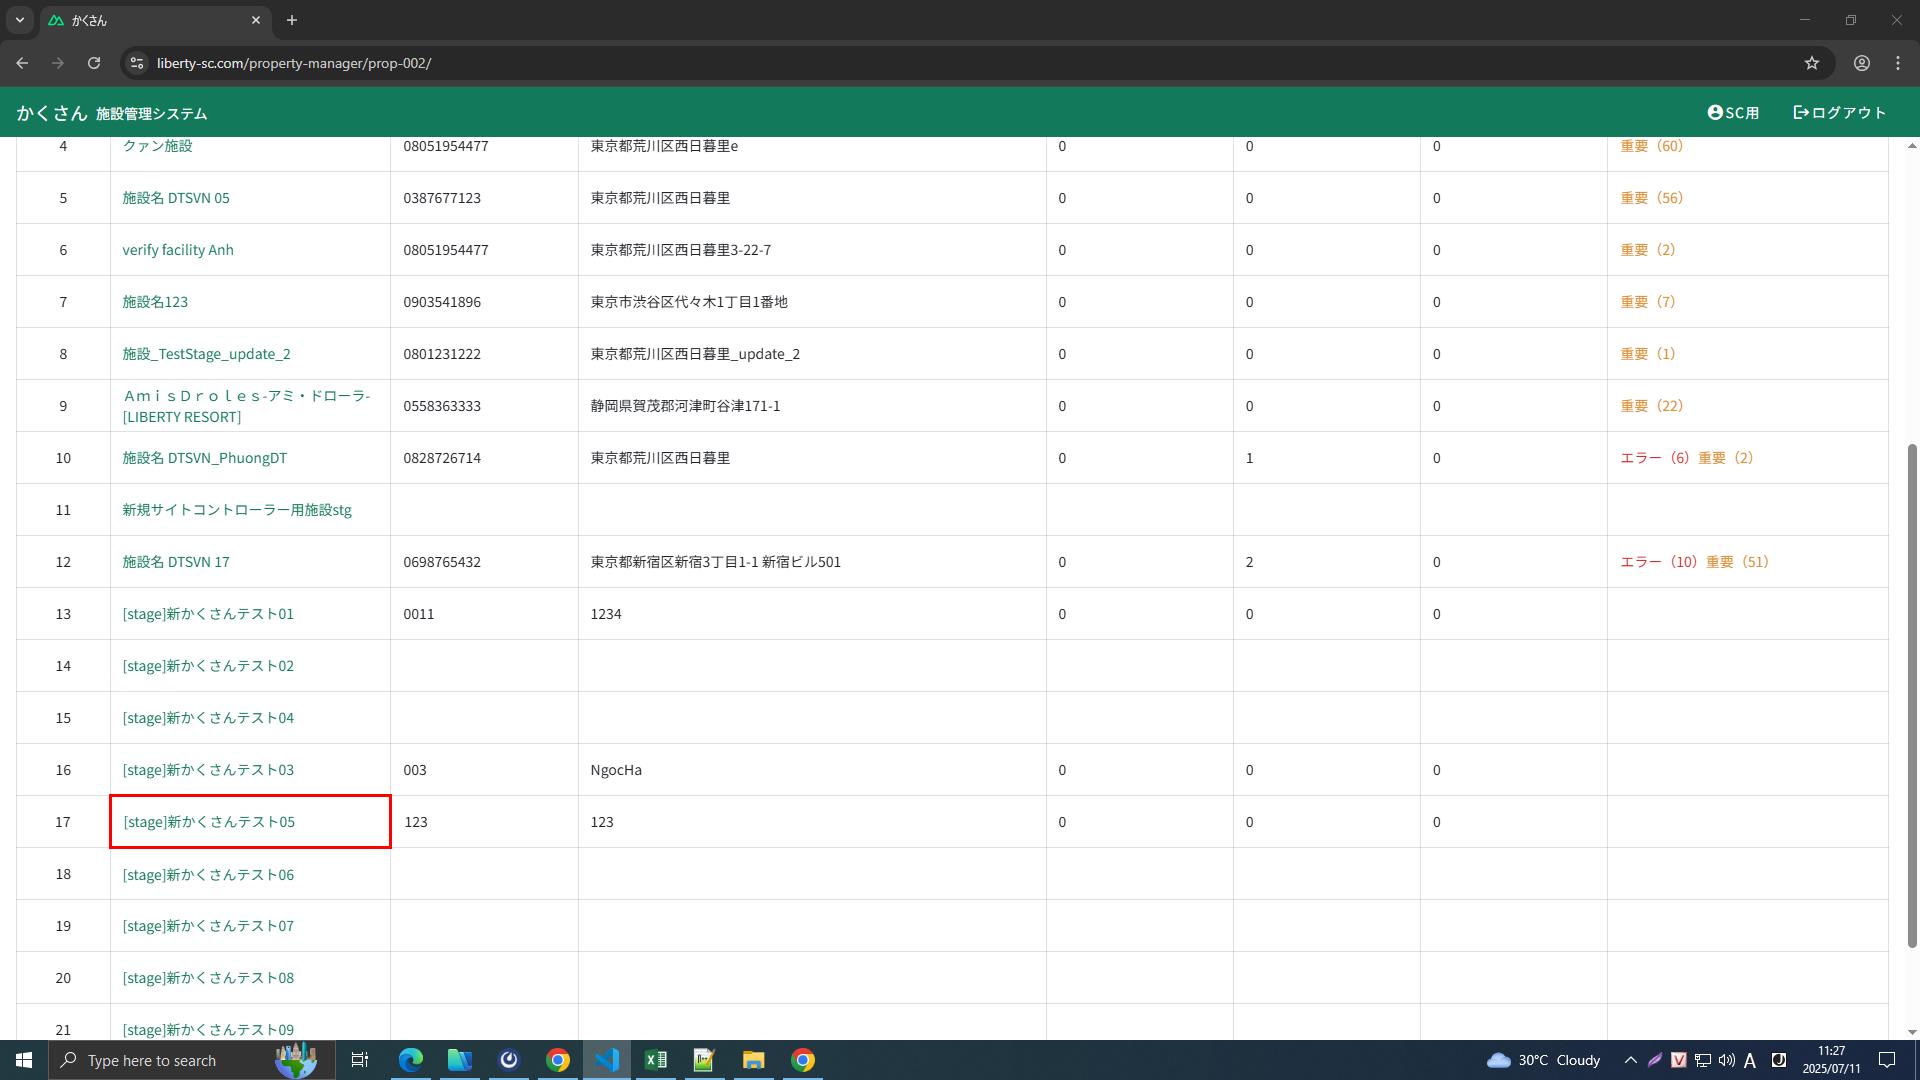 かくさん
liberty-sc.com/property-manager/prop-002/
かくさん 施設管理システム
SC用
ログアウト
4 クァン施設 08051954477 東京都荒川区西日暮里e 0 0 0 重要（60）
5 施設名 DTSVN 05 0387677123 東京都荒川区西日暮里 0 0 0 重要（56）
6 verify facility Anh 08051954477 東京都荒川区西日暮里3-22-7 0 0 0 重要（2）
7 施設名123 0903541896 東京市渋谷区代々木1丁目1番地 0 0 0 重要（7）
8 施設_TestStage_update_2 0801231222 東京都荒川区西日暮里_update_2 0 0 0 重要（1）
9 ＡｍｉｓＤｒｏｌｅｓ-アミ・ドローラ-
[LIBERTY RESORT] 0558363333 静岡県賀茂郡河津町谷津171-1 0 0 0 重要（22）
10 施設名 DTSVN_PhuongDT 0828726714 東京都荒川区西日暮里 0 1 0 エラー（6）重要（2）
11 新規サイトコントローラー用施設stg
12 施設名 DTSVN 17 0698765432 東京都新宿区新宿3丁目1-1 新宿ビル501 0 2 0 エラー（10）重要（51）
13 [stage]新かくさんテスト01 0011 1234 0 0 0
14 [stage]新かくさんテスト02
15 [stage]新かくさんテスト04
16 [stage]新かくさんテスト03 003 NgocHa 0 0 0
17 [stage]新かくさんテスト05 123 123 0 0 0
18 [stage]新かくさんテスト06
19 [stage]新かくさんテスト07
20 [stage]新かくさんテスト08
21 [stage]新かくさんテスト09
Type here to search
30°C Cloudy
A
11:27
2025/07/11